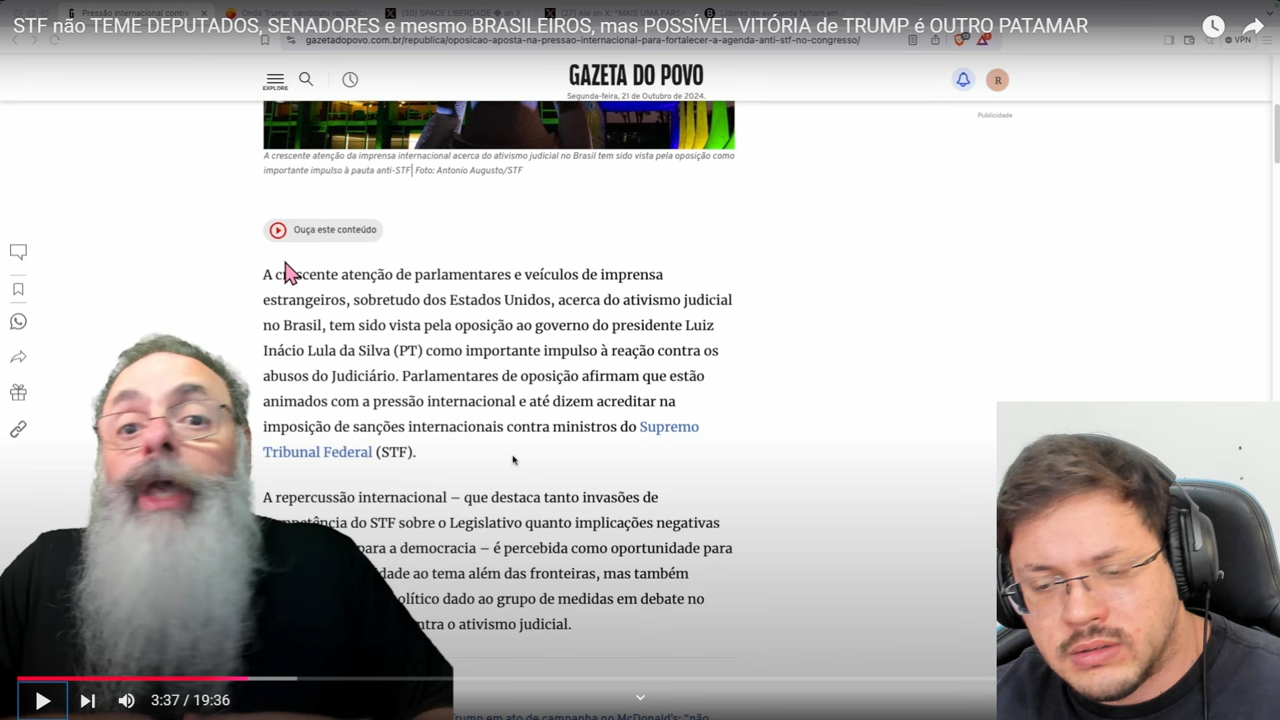 STF não TEME DEPUTADOS, SENADORES e mesmo BRASILEIROS, mas POSSÍVEL VITÓRIA de TRUMP é OUTRO PATAMAR
gazetadopovo.com.br/republica/oposicao-aposta-na-pressao-internacional-para-fortalecer-a-agenda-anti-stf-no-congresso/
VPN
EXPLORE
GAZETA DO POVO
Segunda-feira, 21 de Outubro de 2024.
R
Publicidade
A crescente atenção da imprensa internacional acerca do ativismo judicial no Brasil tem sido vista pela oposição como
importante impulso à pauta anti-STF| Foto: Antonio Augusto/STF
Ouça este conteúdo
A crescente atenção de parlamentares e veículos de imprensa
estrangeiros, sobretudo dos Estados Unidos, acerca do ativismo judicial
no Brasil, tem sido vista pela oposição ao governo do presidente Luiz
Inácio Lula da Silva (PT) como importante impulso à reação contra os
abusos do Judiciário. Parlamentares de oposição afirmam que estão
animados com a pressão internacional e até dizem acreditar na
imposição de sanções internacionais contra ministros do Supremo
Tribunal Federal (STF).
A repercussão internacional – que destaca tanto invasões de
competência do STF sobre o Legislativo quanto implicações negativas
para a democracia – é percebida como oportunidade para
dade ao tema além das fronteiras, mas também
olítico dado ao grupo de medidas em debate no
ntra o ativismo judicial.
3:37 / 19:36